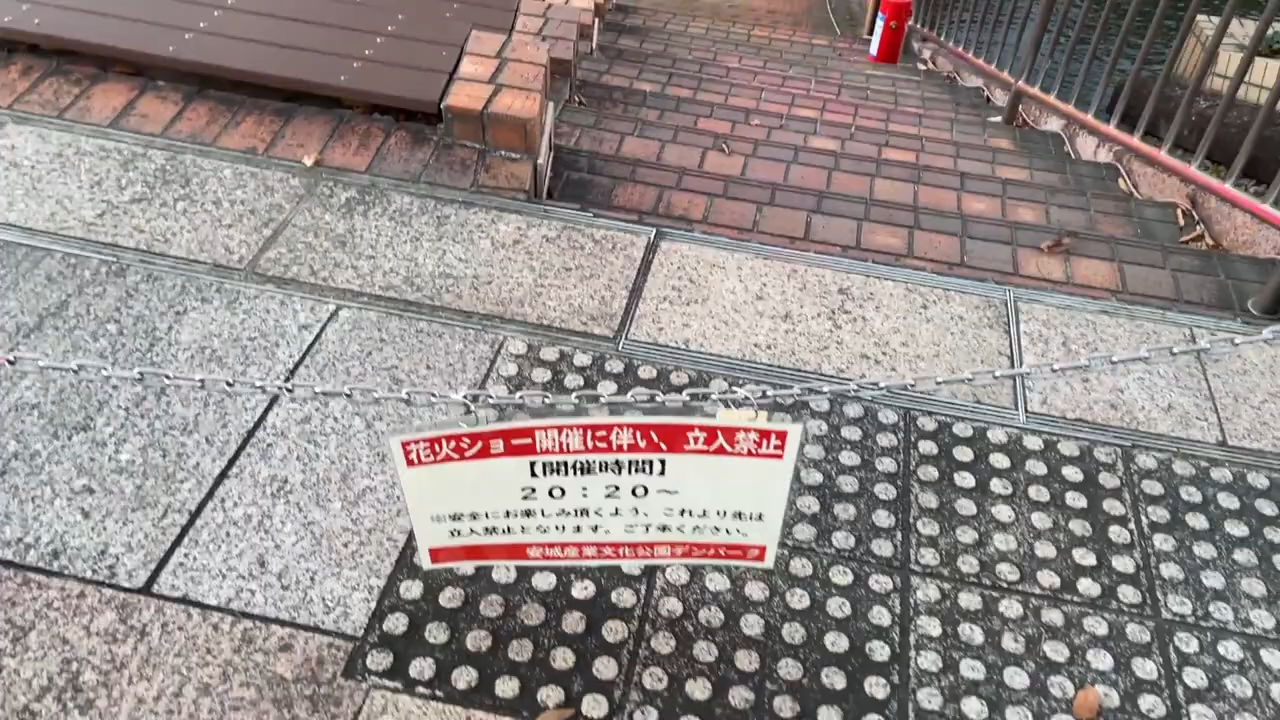 花火ショー開催に伴い、立入禁止
【開催時間】
20:20~
※安全にお楽しみ頂くよう、これより先は
立入禁止となります。ご了承ください。
安城産業文化公園デンパーク